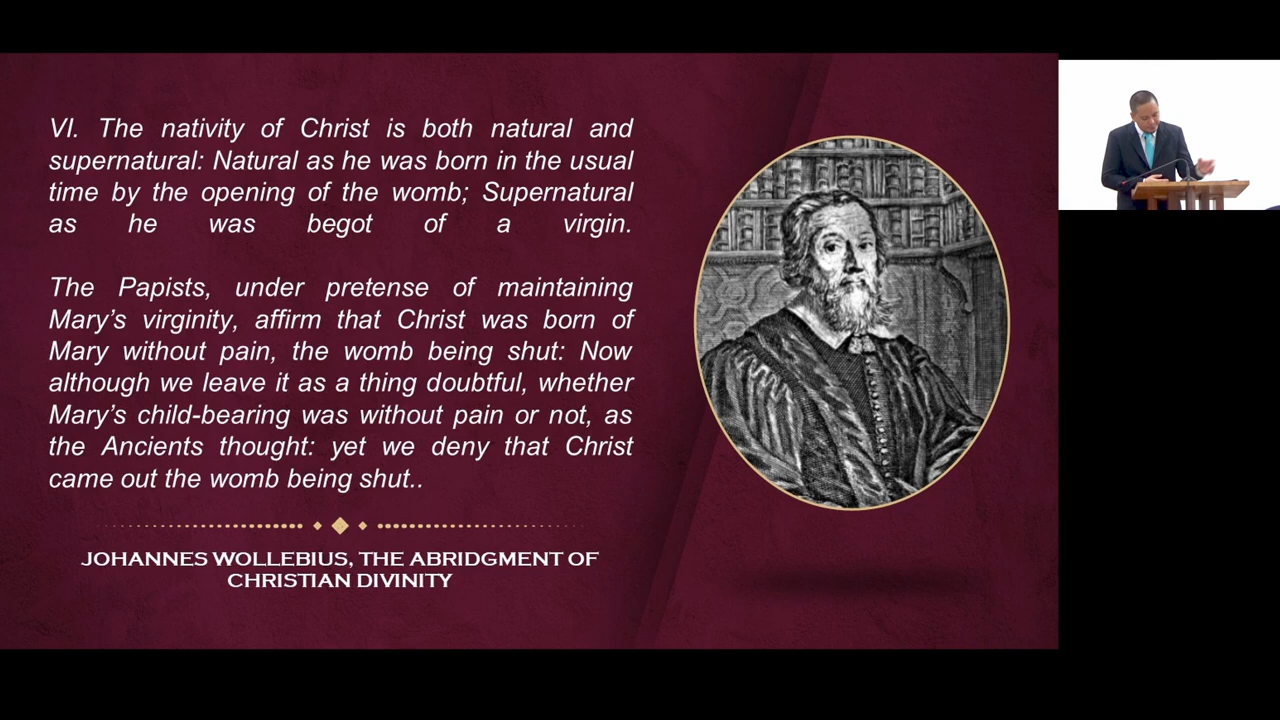 VI. The nativity of Christ is both natural and
supernatural: Natural as he was born in the usual
time by the opening of the womb; Supernatural
as he was begot of a virgin.
The Papists, under pretense of maintaining
Mary’s virginity, affirm that Christ was born of
Mary without pain, the womb being shut: Now
although we leave it as a thing doubtful, whether
Mary’s child-bearing was without pain or not, as
the Ancients thought: yet we deny that Christ
came out the womb being shut..
JOHANNES WOLLEBIUS, THE ABRIDGMENT OF
CHRISTIAN DIVINITY